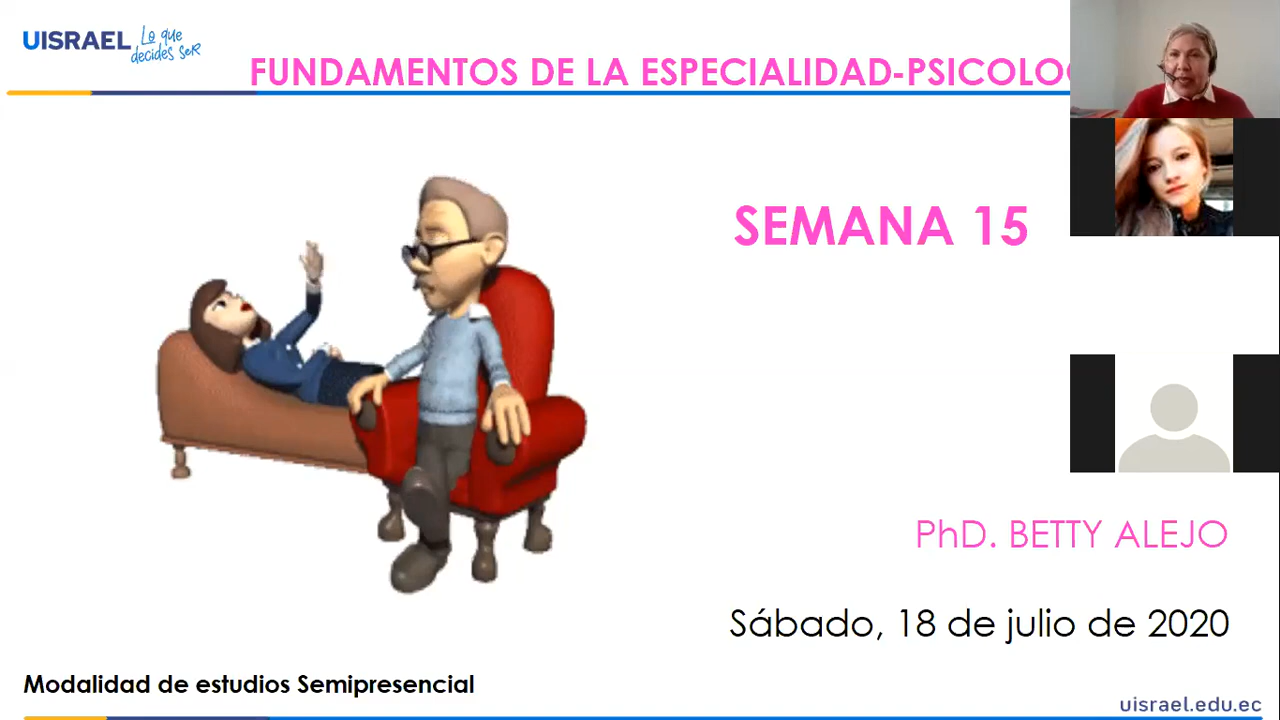 UISRAEL Lo que
decides seR
FUNDAMENTOS DE LA ESPECIALIDAD-PSICOLO
SEMANA 15
PhD. BETTY ALEJO
Sábado, 18 de julio de 2020
Modalidad de estudios Semipresencial
uisrael.edu.ec